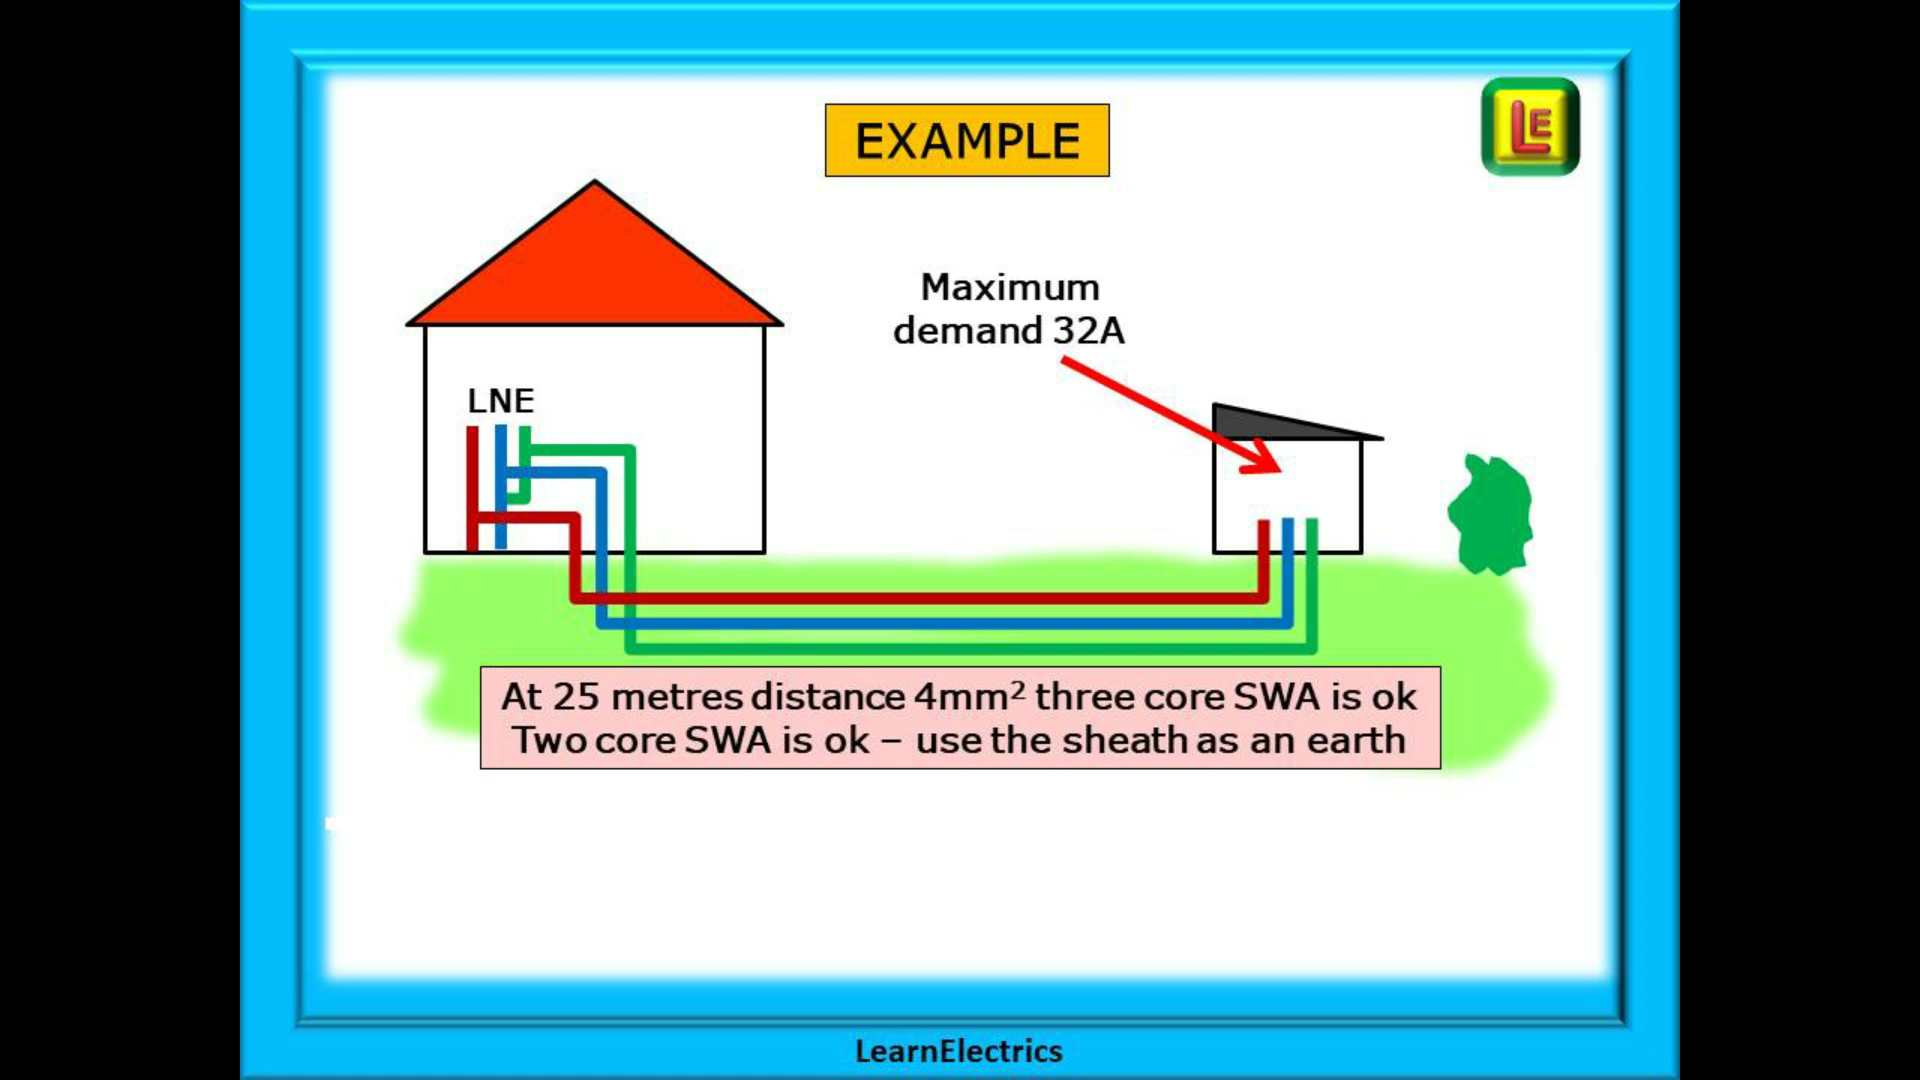 EXAMPLE
LE
Maximum
demand 32A
LNE
At 25 metres distance 4mm² three core SWA is ok
Two core SWA is ok – use the sheath as an earth
LearnElectrics